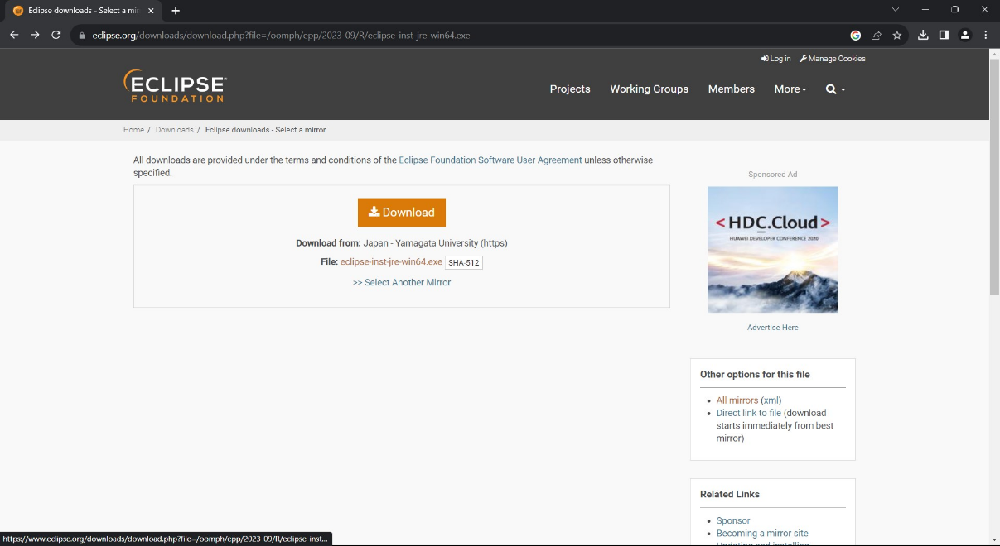 Eclipse downloads - Select a mir
eclipse.org/downloads/download.php?file=/oomph/epp/2023-09/R/eclipse-inst-jre-win64.exe
Log in Manage Cookies
ECLIPSE
FOUNDATION
Projects Working Groups Members More
Home / Downloads / Eclipse downloads - Select a mirror
All downloads are provided under the terms and conditions of the Eclipse Foundation Software User Agreement unless otherwise
specified.
Download
Download from: Japan - Yamagata University (https)
File: eclipse-inst-jre-win64.exe SHA-512
>> Select Another Mirror
Sponsored Ad
<HDC.Cloud>
HUAWEI DEVELOPER CONFERENCE 2020
Advertise Here
Other options for this file
All mirrors (xml)
Direct link to file (download
starts immediately from best
mirror)
Related Links
Sponsor
Becoming a mirror site
Updating and installing
https://www.eclipse.org/downloads/download.php?file=/oomph/epp/2023-09/R/eclipse-inst...